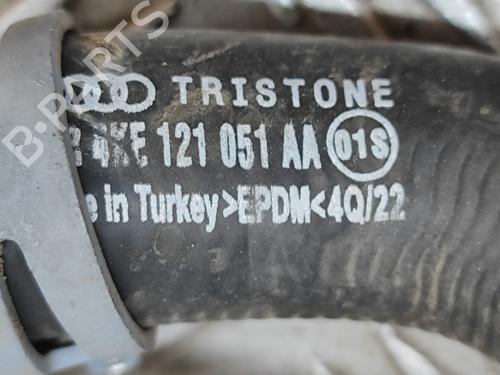 TRISTONE
4KE 121 051 AA 01S
in Turkey >EPDM< 4Q/22
B-PARTS